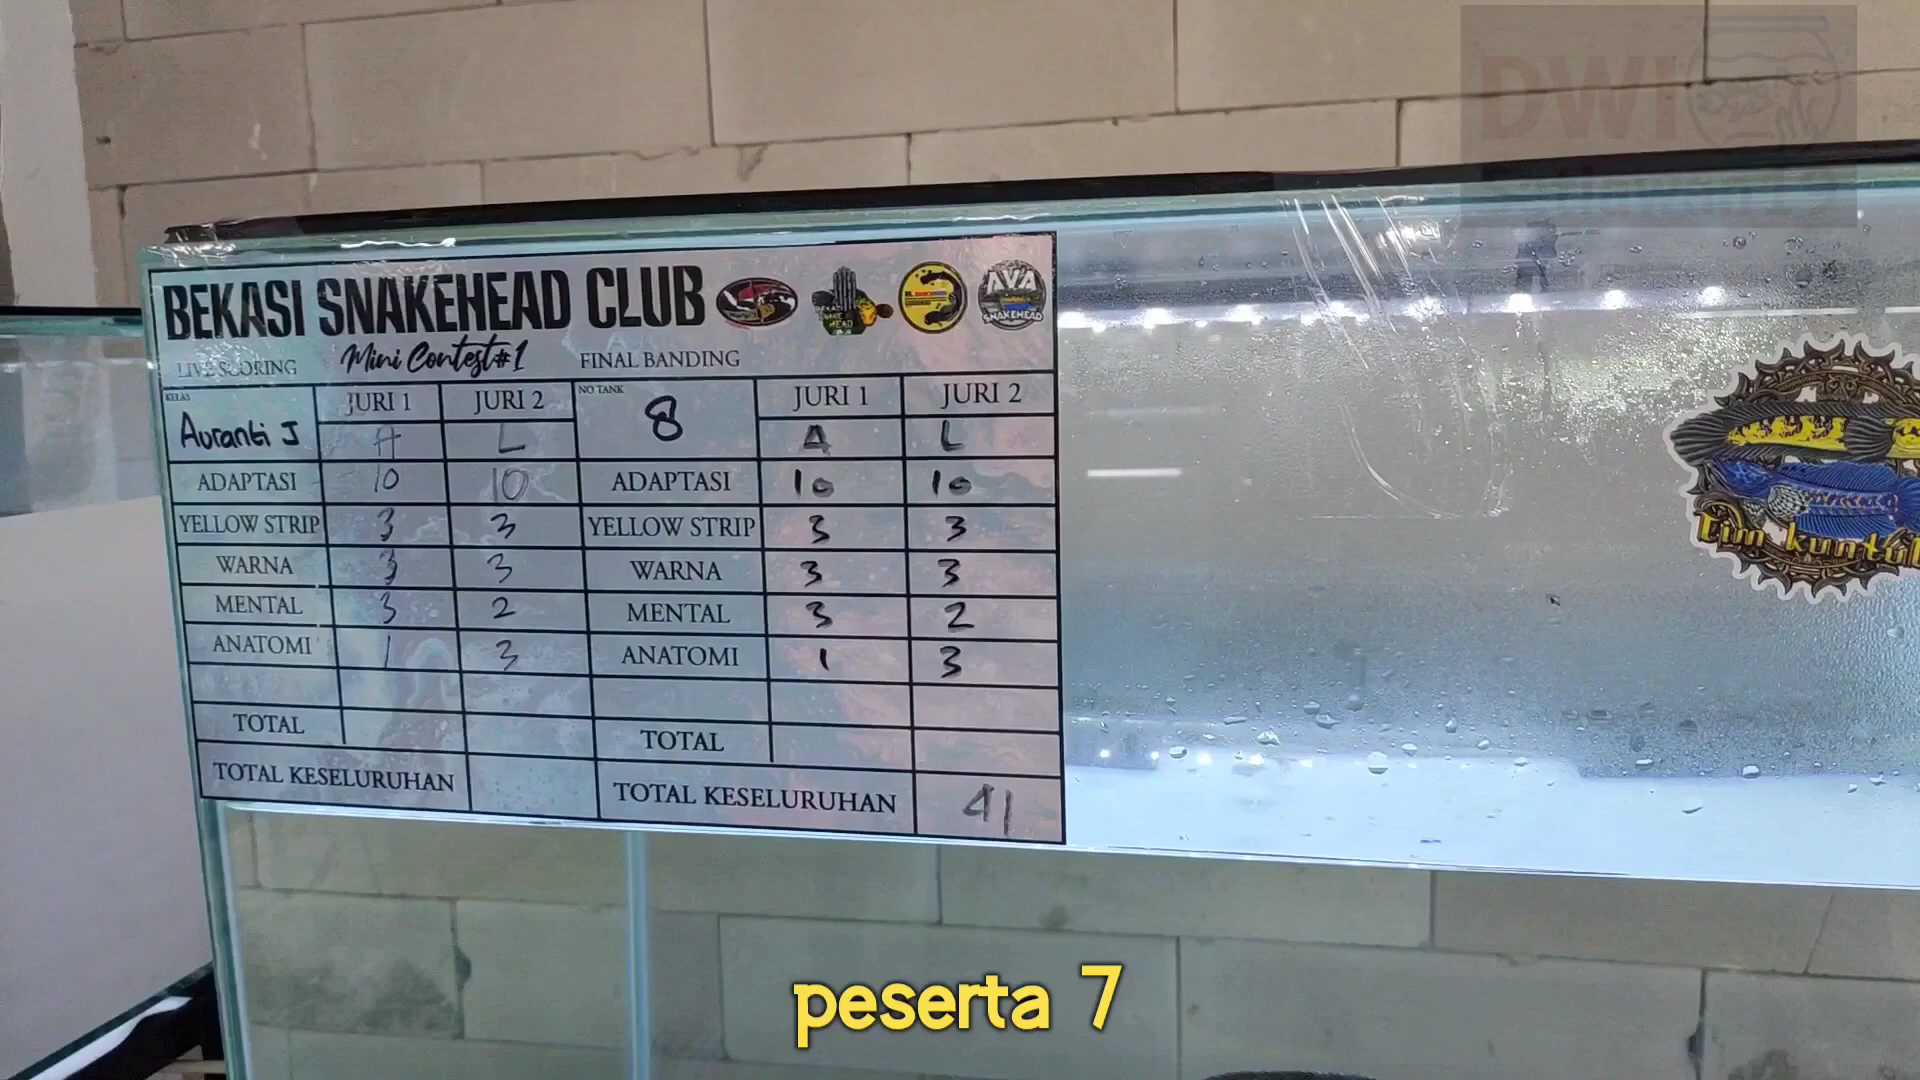 DWI
BEKASI SNAKEHEAD CLUB
AVA
SNAKEHEAD
LIVE SCORING Mini Contest#1 FINAL BANDING
KELAS JURI 1 JURI 2 NO TANK JURI 1 JURI 2
Auranti J A L 8 A L
ADAPTASI 10 10 ADAPTASI 10 10
YELLOW STRIP 3 3 YELLOW STRIP 3 3
WARNA 3 3 WARNA 3 3
MENTAL 3 2 MENTAL 3 2
ANATOMI 1 3 ANATOMI 1 3
TOTAL TOTAL
TOTAL KESELURUHAN TOTAL KESELURUHAN 41
Tim kuntul
peserta 7